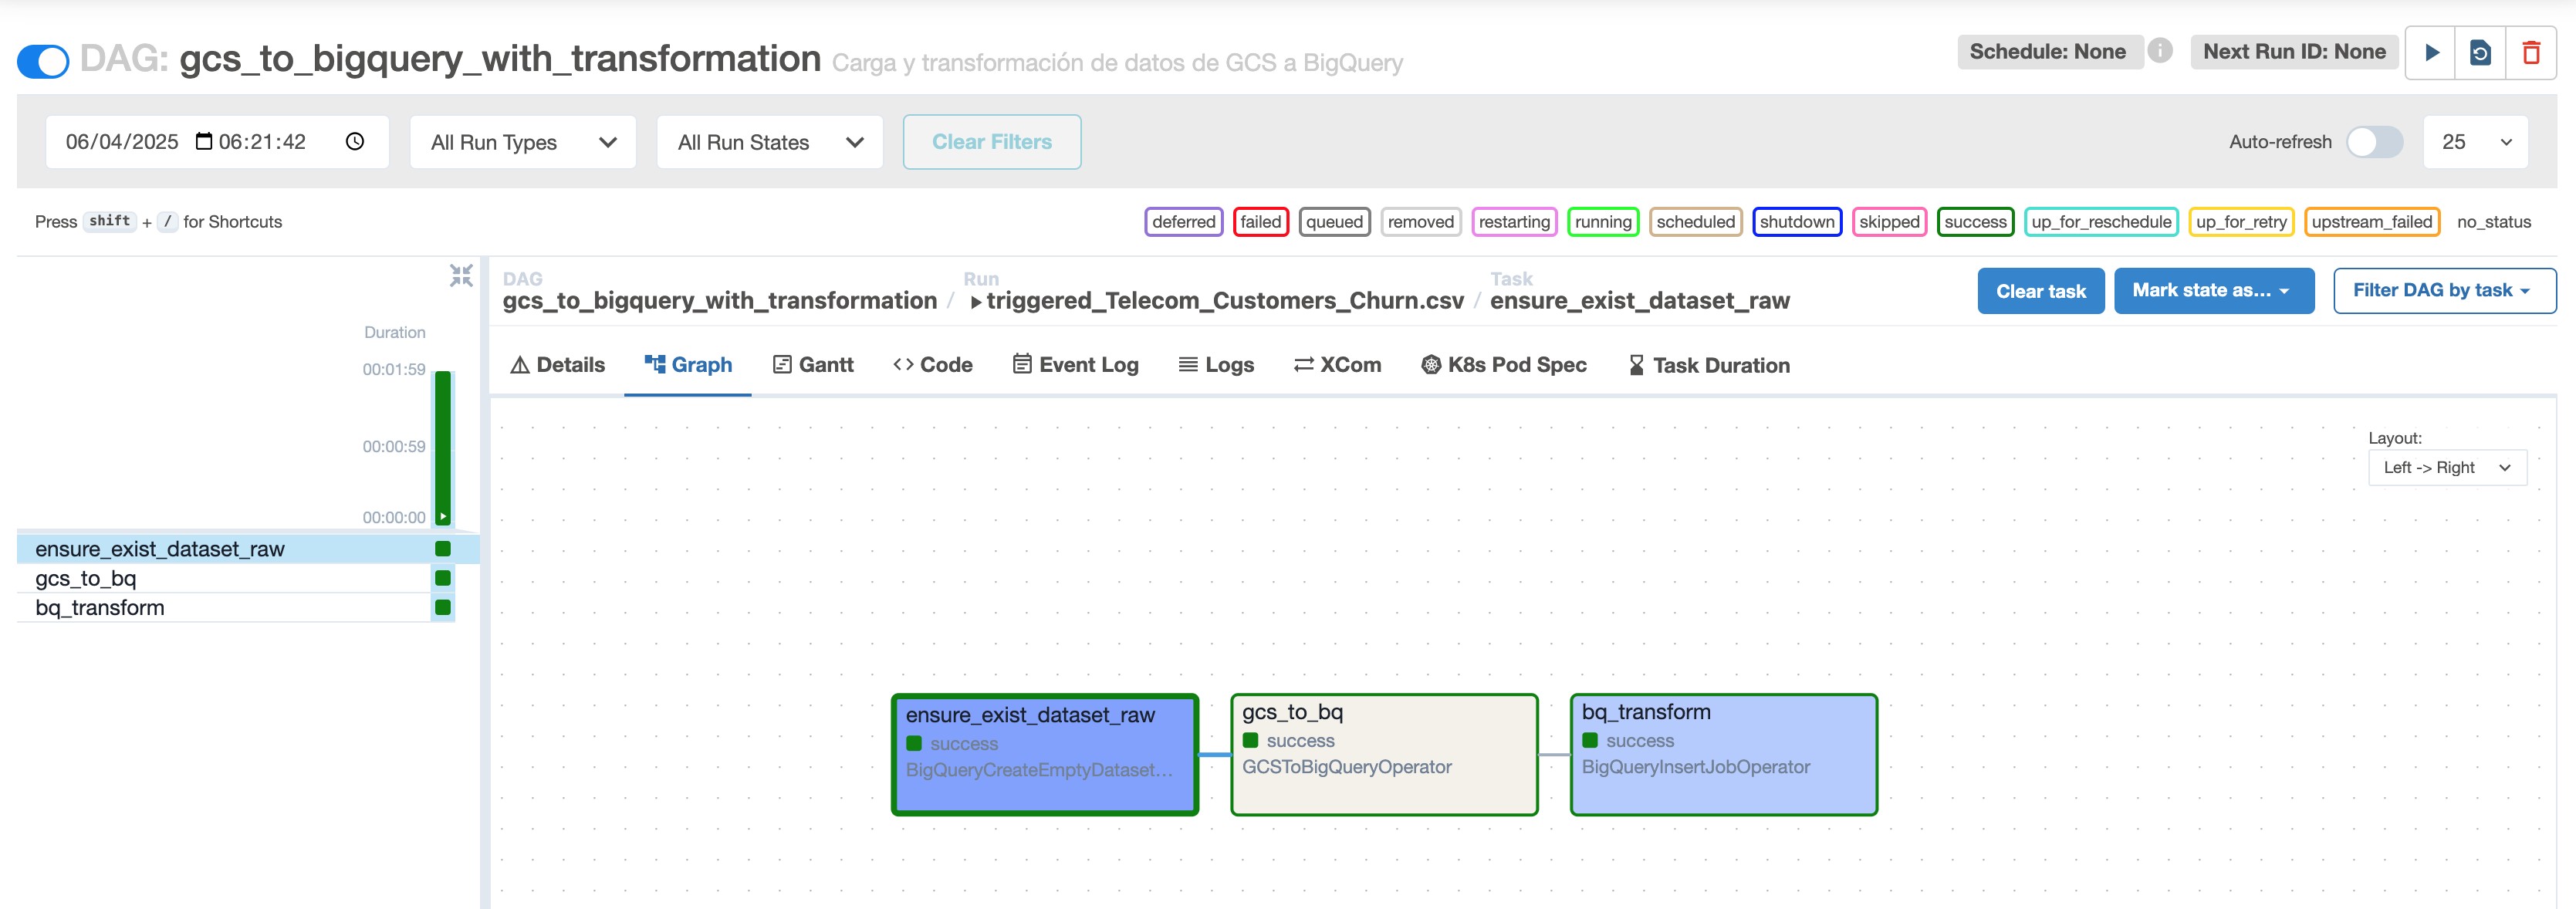 DAG: gcs_to_bigquery_with_transformation Carga y transformación de datos de GCS a BigQuery
Schedule: None
Next Run ID: None
06/04/2025 06:21:42
All Run Types
All Run States
Clear Filters
Auto-refresh
25
Press shift + / for Shortcuts
deferred failed queued removed restarting running scheduled shutdown skipped success up_for_reschedule up_for_retry upstream_failed no_status
Duration
00:01:59
00:00:59
00:00:00
ensure_exist_dataset_raw
gcs_to_bq
bq_transform
DAG
gcs_to_bigquery_with_transformation /
Run
triggered_Telecom_Customers_Churn.csv /
Task
ensure_exist_dataset_raw
Clear task
Mark state as...
Filter DAG by task
Details
Graph
Gantt
Code
Event Log
Logs
XCom
K8s Pod Spec
Task Duration
Layout:
Left -> Right
ensure_exist_dataset_raw
success
BigQueryCreateEmptyDataset...
gcs_to_bq
success
GCSToBigQueryOperator
bq_transform
success
BigQueryInsertJobOperator